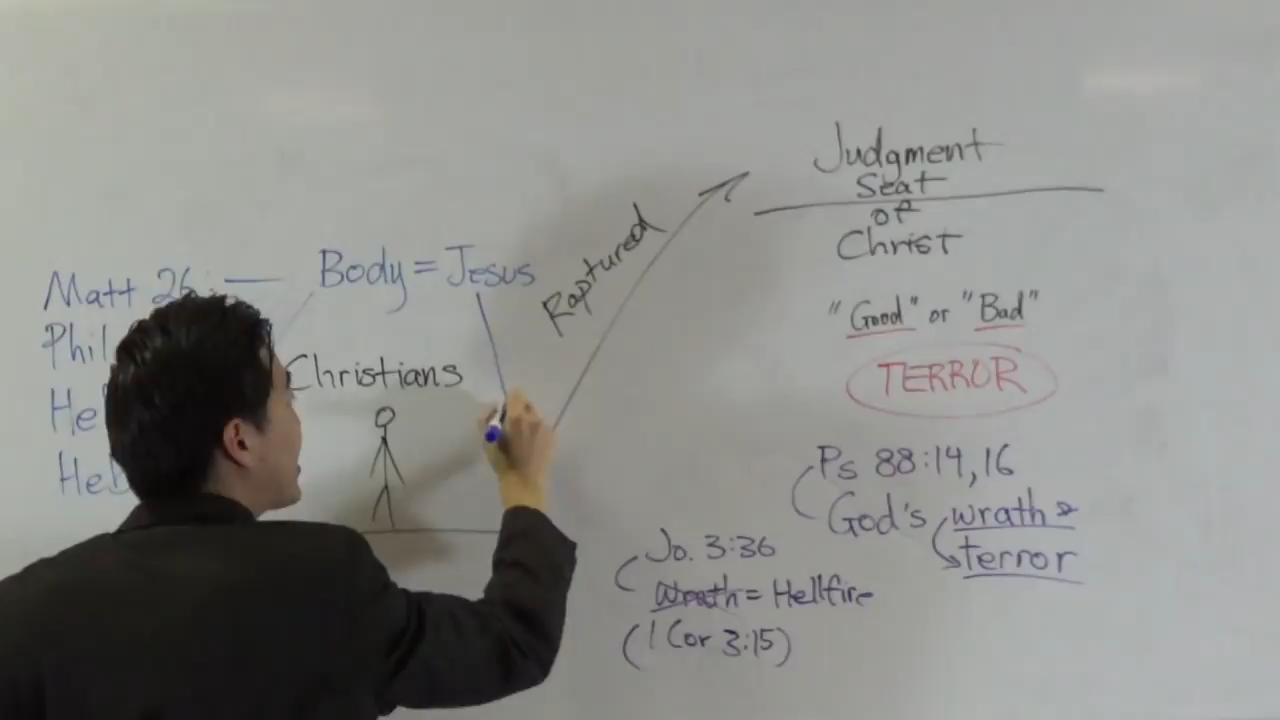 Matt 26:
Phil
He
Heb
Body = Jesus
Christians
Raptured
Judgment
Seat
of
Christ
"Good" or "Bad"
TERROR
Ps 88:14,16
God's wrath &
terror
Jo. 3:36
Wrath = Hellfire
(1 Cor 3:15)